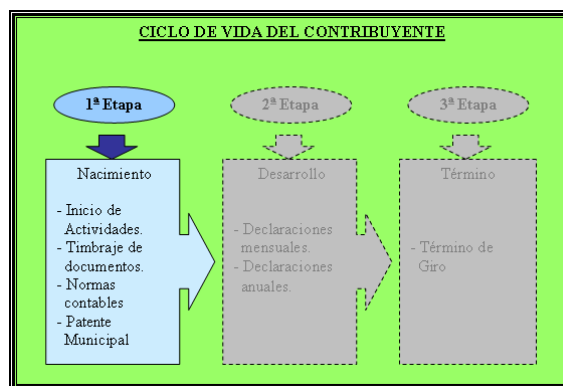 CICLO DE VIDA DEL CONTRIBUYENTE
1ª Etapa
2ª Etapa
3ª Etapa
Nacimiento
- Inicio de
Actividades.
- Timbraje de
documentos.
- Normas
contables
- Patente
Municipal
Desarrollo
- Declaraciones
mensuales.
- Declaraciones
anuales.
Término
- Término de
Giro